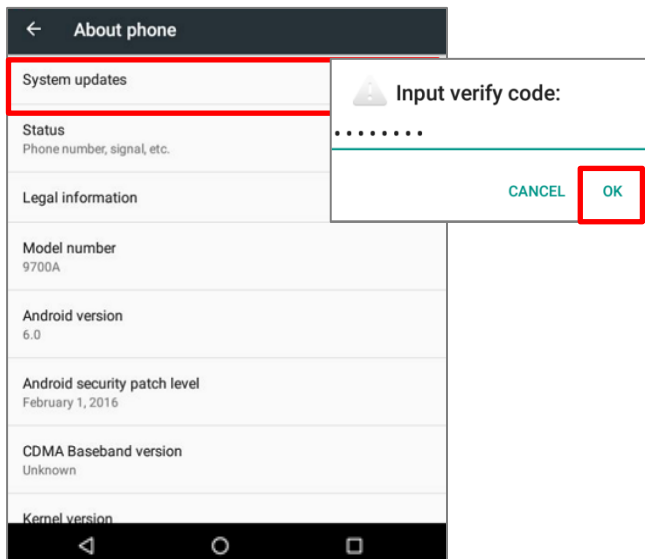 About phone
System updates
Input verify code:
........
CANCEL OK
Status
Phone number, signal, etc.
Legal information
Model number
9700A
Android version
6.0
Android security patch level
February 1, 2016
CDMA Baseband version
Unknown
Kernel version